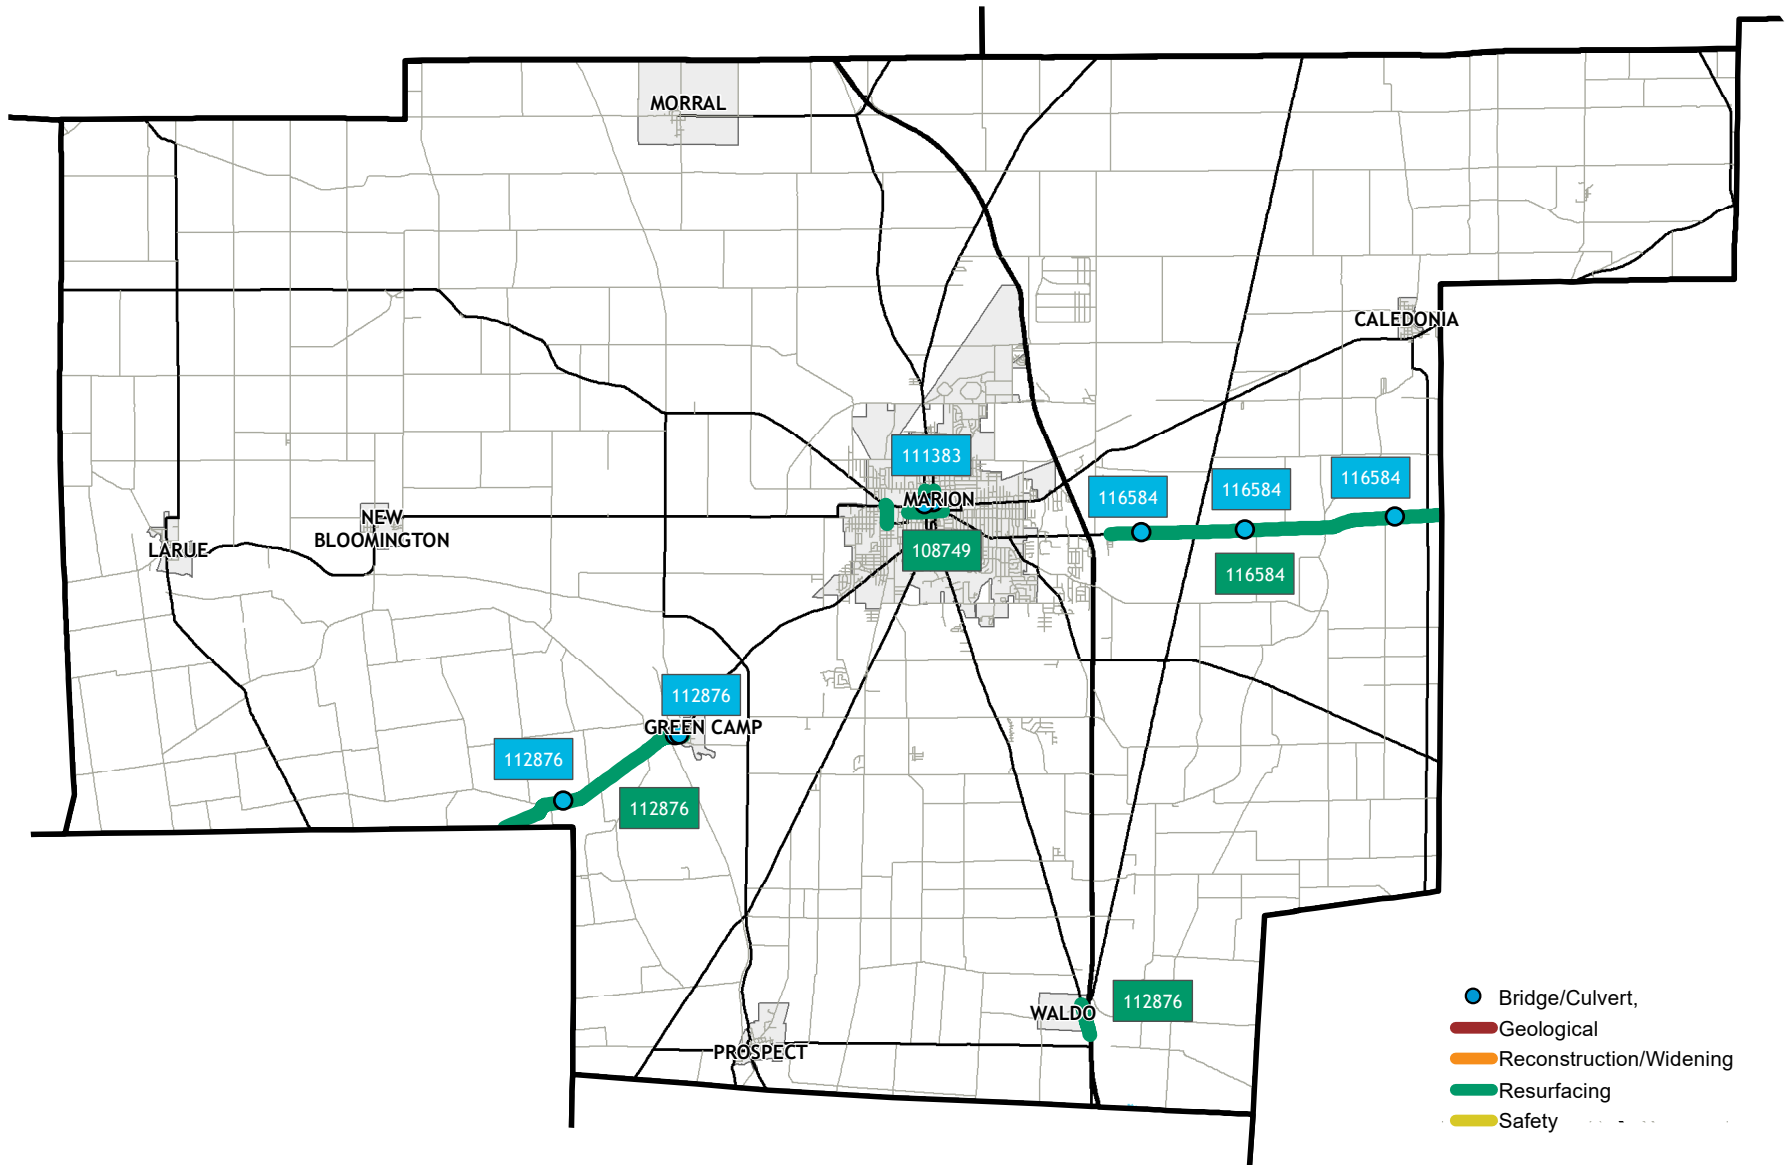 MORRAL
CALEDONIA
111383
116584
116584
116584
MARION
NEW
BLOOMINGTON
LARUE
108749
116584
112876
GREEN CAMP
112876
112876
WALDO
112876
PROSPECT
Bridge/Culvert,
Geological
Reconstruction/Widening
Resurfacing
Safety